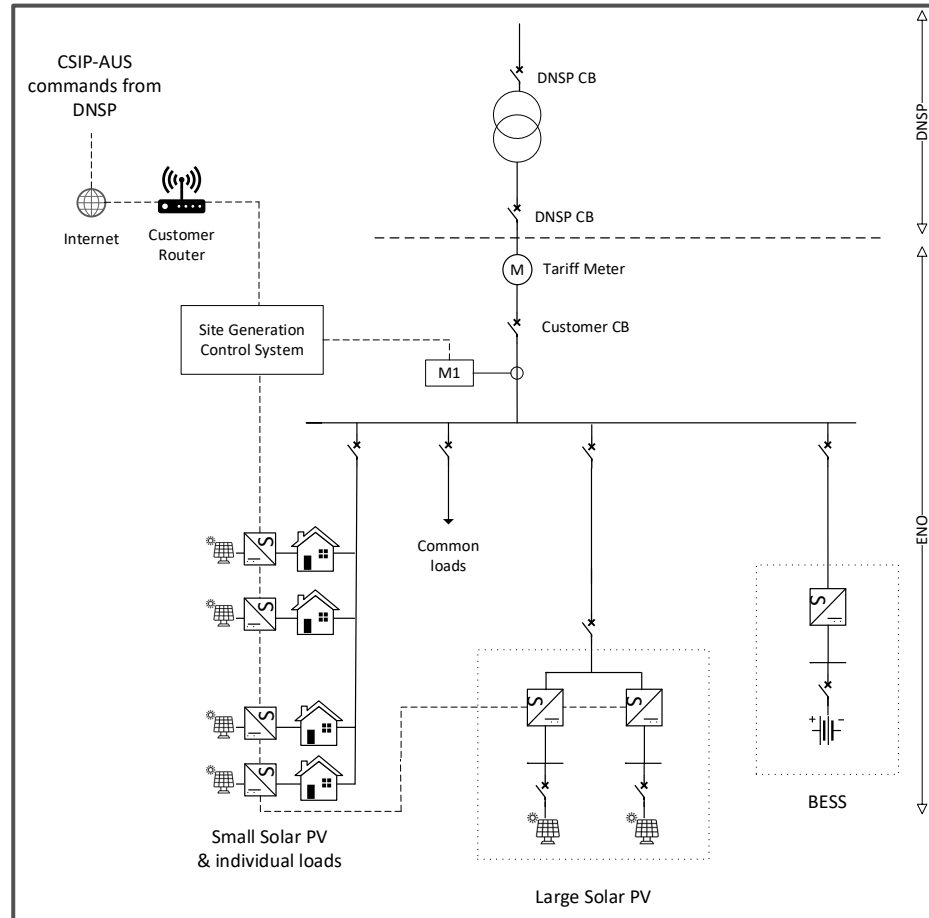 CSIP-AUS
commands from
DNSP
DNSP CB
DNSP
Internet
Customer
Router
DNSP CB
M
Tariff Meter
Site Generation
Control System
Customer CB
M1
ENO
Common
loads
S
S
S
S
S
S
S
+
-
BESS
Small Solar PV
& individual loads
Large Solar PV